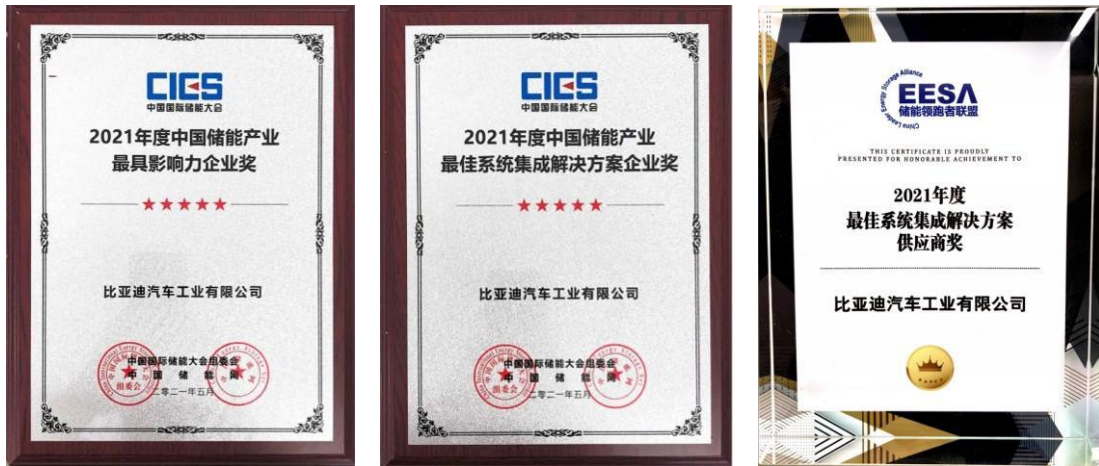 CIES
中国国际储能大会
2021年度中国储能产业
最具影响力企业奖
比亚迪汽车工业有限公司
中国国际储能大会组委会
中国储能网
组委会
二零二一年五月
CIES
中国国际储能大会
2021年度中国储能产业
最佳系统集成解决方案企业奖
比亚迪汽车工业有限公司
中国国际储能大会组委会
中国储能网
组委会
二零二一年五月
China Leader Energy Storage Alliance
EESA
储能领跑者联盟
THIS CERTIFICATE IS PROUDLY
PRESENTED FOR HONORABLE ACHIEVEMENT TO
2021年度
最佳系统集成解决方案
供应商奖
比亚迪汽车工业有限公司